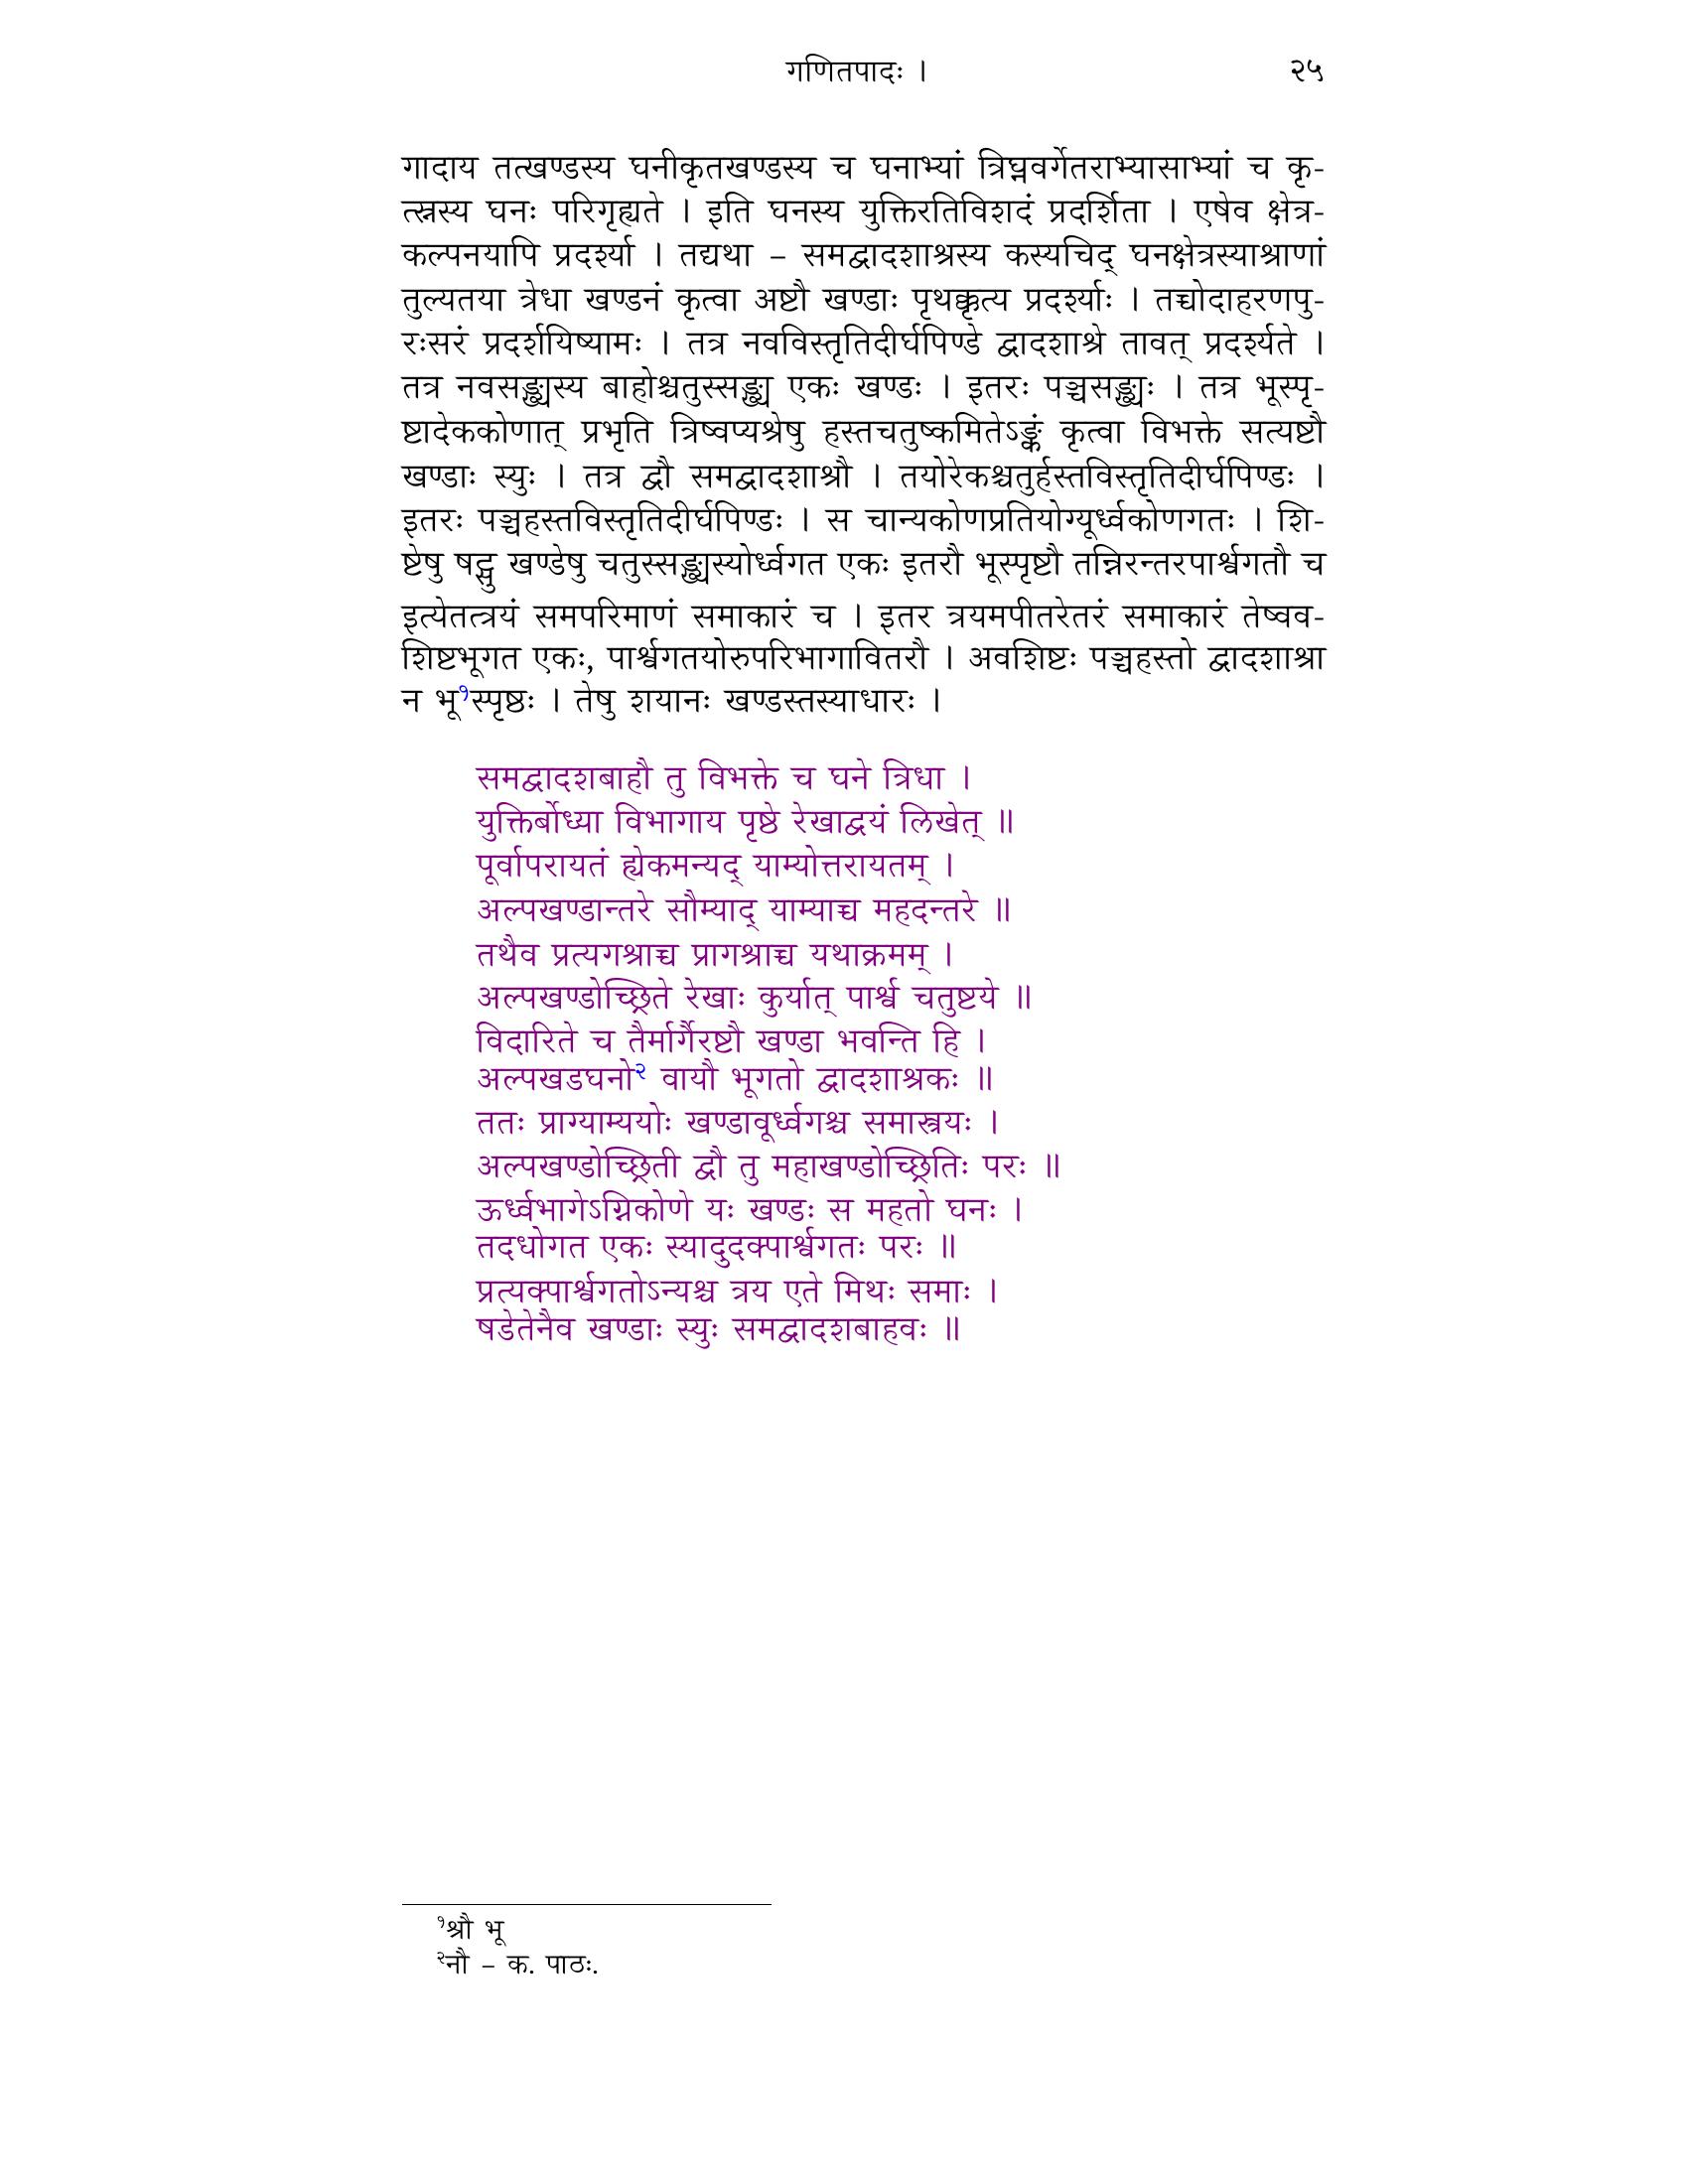 गणितपादः । २५
गादाय तत्खण्डस्य घनीकृतखण्डस्य च घनाभ्यां त्रिघ्नवर्गेतराभ्यासाभ्यां च कृ-
त्स्नस्य घनः परिगृह्यते । इति घनस्य युक्तिरतिविशदं प्रदर्शिता । एषेव क्षेत्र-
कल्पनयापि प्रदर्श्या । तद्यथा – समद्वादशाश्रस्य कस्यचिद् घनक्षेत्रस्याश्राणां
तुल्यतया त्रेधा खण्डनं कृत्वा अष्टौ खण्डाः पृथक्कृत्य प्रदर्श्याः । तच्चोदाहरणपु-
रःसरं प्रदर्शयिष्यामः । तत्र नवविस्तृतिदीर्घपिण्डे द्वादशाश्रे तावत् प्रदर्श्यते ।
तत्र नवसङ्ख्यस्य बाहोश्चतुस्सङ्ख्य एकः खण्डः । इतरः पञ्चसङ्ख्यः । तत्र भूस्पृ-
ष्टादेककोणात् प्रभृति त्रिष्वप्यश्रेषु हस्तचतुष्कमितेऽङ्कं कृत्वा विभक्ते सत्यष्टौ
खण्डाः स्युः । तत्र द्वौ समद्वादशाश्रौ । तयोरेकश्चतुर्हस्तविस्तृतिदीर्घपिण्डः ।
इतरः पञ्चहस्तविस्तृतिदीर्घपिण्डः । स चान्यकोणप्रतियोग्यूर्ध्वकोणगतः । शि-
ष्टेषु षट्सु खण्डेषु चतुस्सङ्ख्यस्योर्ध्वगत एकः इतरौ भूस्पृष्टौ तन्निरन्तरपार्श्वगतौ च
इत्येतत्त्रयं समपरिमाणं समाकारं च । इतर त्रयमपीतरेतरं समाकारं तेष्वव-
शिष्टभूगत एकः, पार्श्वगतयोरुपरिभागावितरौ । अवशिष्टः पञ्चहस्तो द्वादशाश्रा
न भू१स्पृष्ठः । तेषु शयानः खण्डस्तस्याधारः ।
समद्वादशबाहौ तु विभक्ते च घने त्रिधा ।
युक्तिर्बोध्या विभागाय पृष्ठे रेखाद्वयं लिखेत् ॥
पूर्वापरायतं ह्येकमन्यद् याम्योत्तरायतम् ।
अल्पखण्डान्तरे सौम्याद् याम्याच्च महदन्तरे ॥
तथैव प्रत्यगश्राच्च प्रागश्राच्च यथाक्रमम् ।
अल्पखण्डोच्छ्रिते रेखाः कुर्यात् पार्श्व चतुष्टये ॥
विदारिते च तैर्मार्गैरष्टौ खण्डा भवन्ति हि ।
अल्पखडघनो२ वायौ भूगतो द्वादशाश्रकः ॥
ततः प्राग्याम्ययोः खण्डावूर्ध्वगश्च समास्त्रयः ।
अल्पखण्डोच्छ्रिती द्वौ तु महाखण्डोच्छ्रितिः परः ॥
ऊर्ध्वभागेऽग्निकोणे यः खण्डः स महतो घनः ।
तदधोगत एकः स्यादुदक्पार्श्वगतः परः ॥
प्रत्यक्पार्श्वगतोऽन्यश्च त्रय एते मिथः समाः ।
षडेतेनैव खण्डाः स्युः समद्वादशबाहवः ॥
१श्रौ भू
२नौ – क. पाठः.